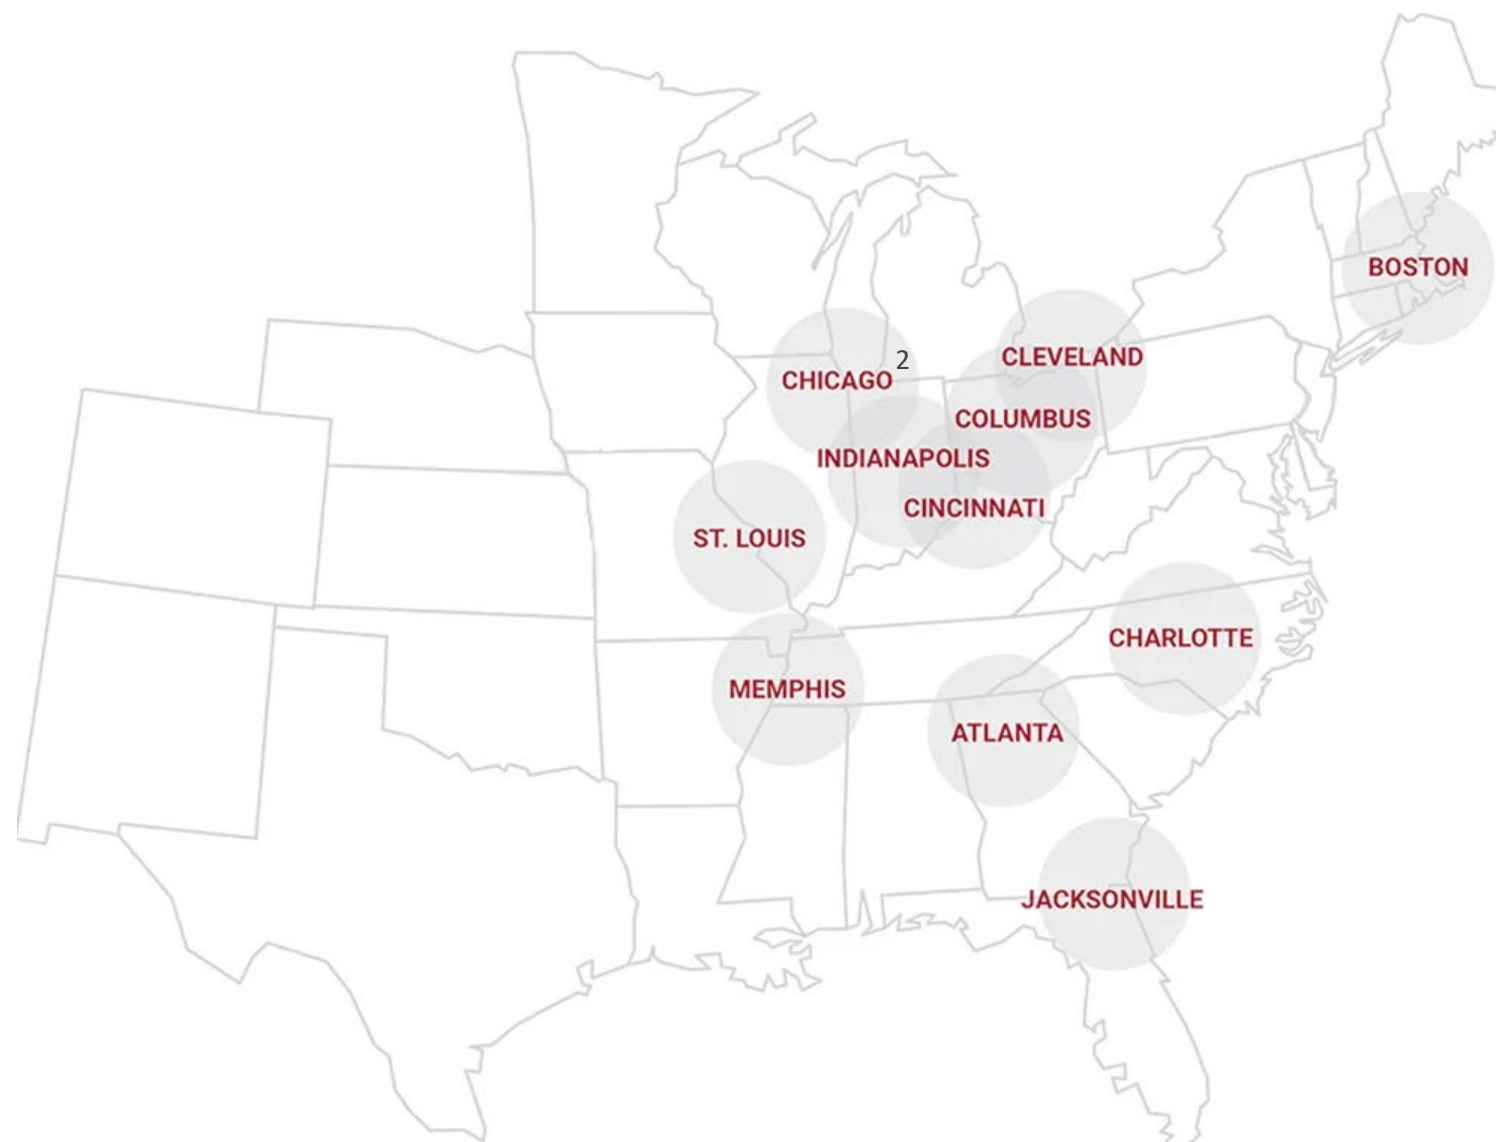 BOSTON
CLEVELAND
CHICAGO 2
COLUMBUS
INDIANAPOLIS
CINCINNATI
ST. LOUIS
CHARLOTTE
MEMPHIS
ATLANTA
JACKSONVILLE